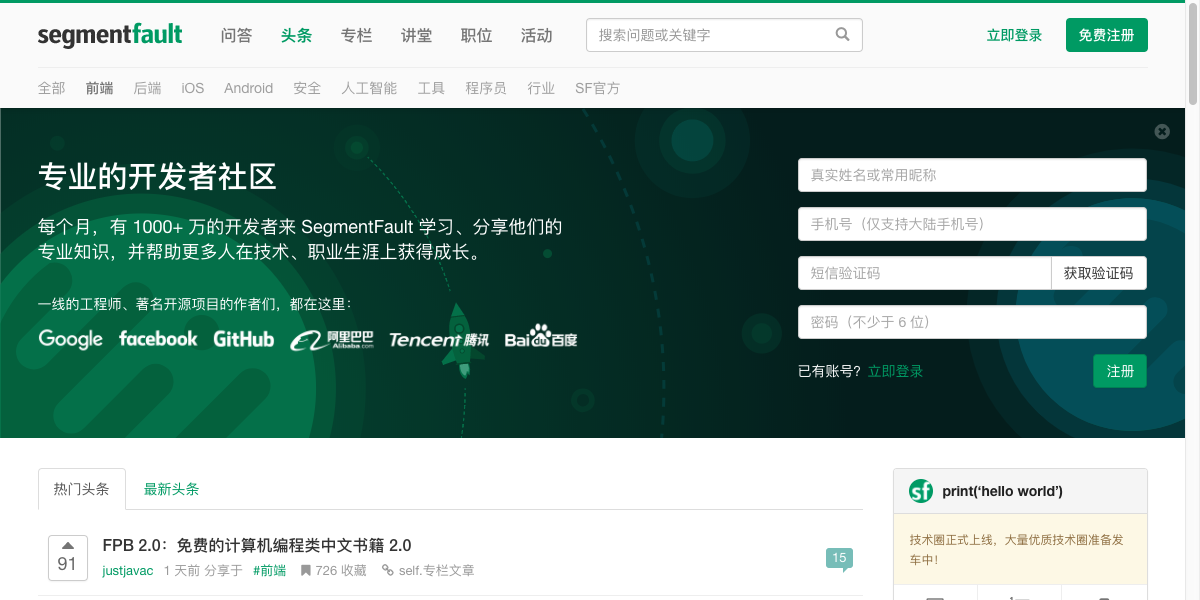 segmentfault 问答 头条 专栏 讲堂 职位 活动 搜索问题或关键字 立即登录 免费注册
全部 前端 后端 iOS Android 安全 人工智能 工具 程序员 行业 SF官方
专业的开发者社区
每个月，有 1000+ 万的开发者来 SegmentFault 学习、分享他们的
专业知识，并帮助更多人在技术、职业生涯上获得成长。
一线的工程师、著名开源项目的作者们，都在这里：
Google facebook GitHub 阿里巴巴 Alibaba.com Tencent 腾讯 Bai du 百度
真实姓名或常用昵称
手机号（仅支持大陆手机号）
短信验证码 获取验证码
密码（不少于 6 位）
已有账号? 立即登录 注册
热门头条 最新头条
91
FPB 2.0：免费的计算机编程类中文书籍 2.0
justjavac 1 天前 分享于 #前端 726 收藏 self.专栏文章
15
sf print(‘hello world’)
技术圈正式上线，大量优质技术圈准备发
车中!